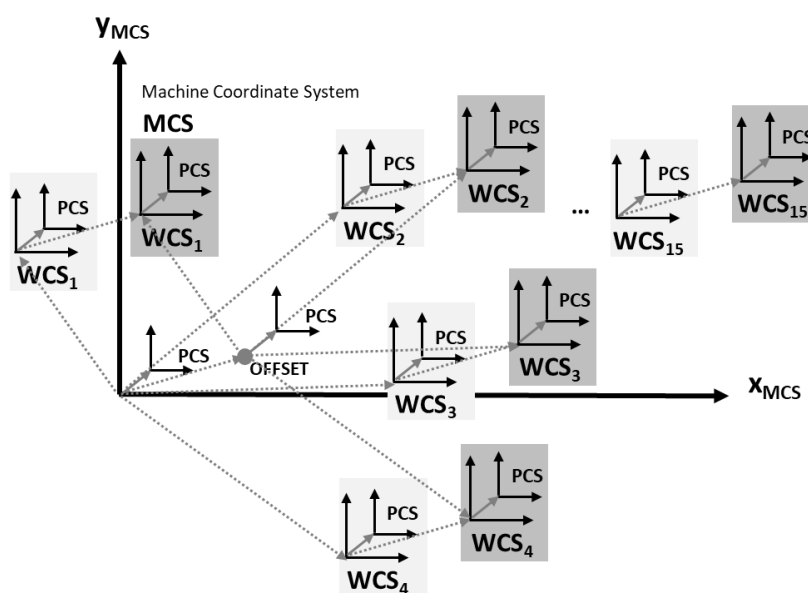 yMCS
Machine Coordinate System
MCS
PCS
WCS1
PCS
WCS1
PCS
WCS2
PCS
WCS2
...
PCS
WCS15
PCS
WCS15
PCS
PCS
OFFSET
PCS
WCS3
PCS
WCS3
xMCS
PCS
WCS4
PCS
WCS4